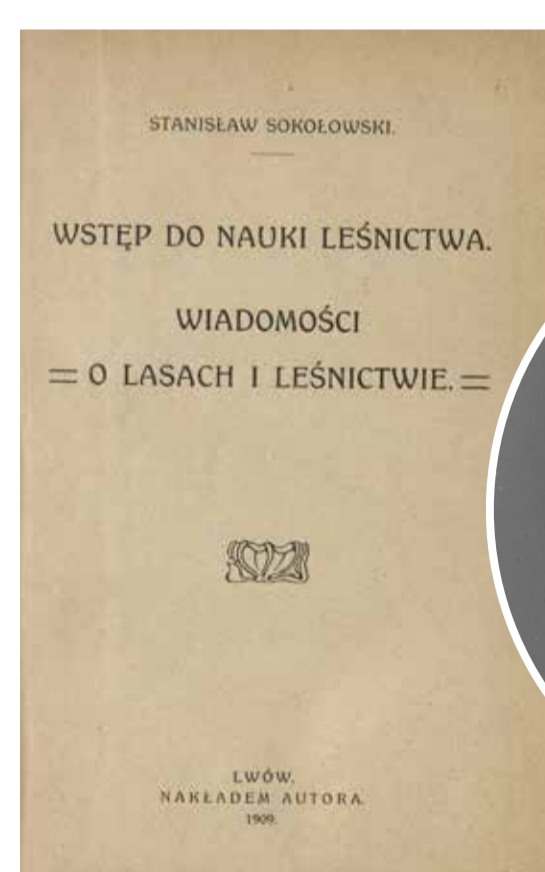 STANISŁAW SOKOŁOWSKI.
WSTĘP DO NAUKI LEŚNICTWA.
WIADOMOŚCI
= O LASACH I LEŚNICTWIE. =
LWÓW.
NAKŁADEM AUTORA.
1909.